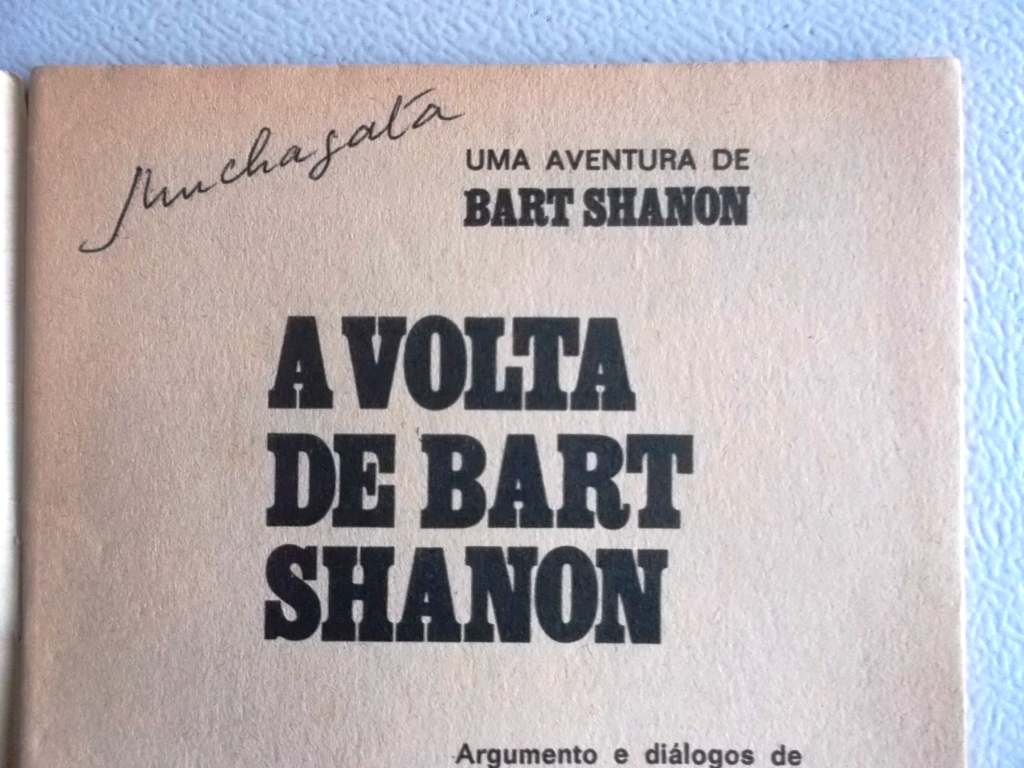 Muchagata
UMA AVENTURA DE
BART SHANON
A VOLTA
DE BART
SHANON
Argumento e diálogos de